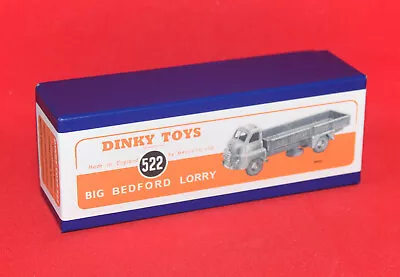 DINKY TOYS
Made in England 522 by Meccano Ltd
BIG BEDFORD LORRY